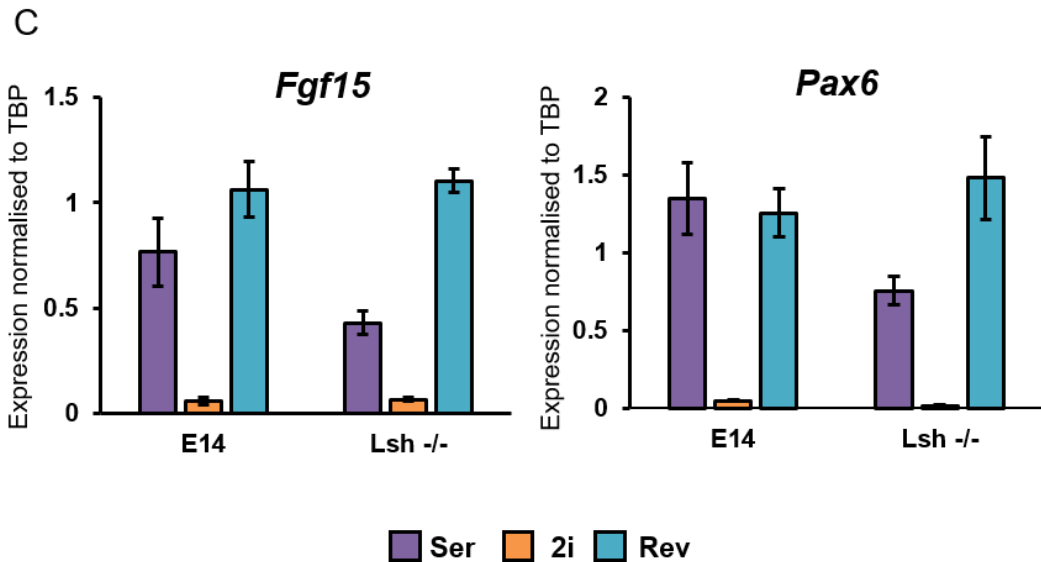 C
Fgf15
Expression normalised to TBP
1.5
1
0.5
0
E14 Lsh -/-
Pax6
Expression normalised to TBP
2
1.5
1
0.5
0
E14 Lsh -/-
Ser 2i Rev